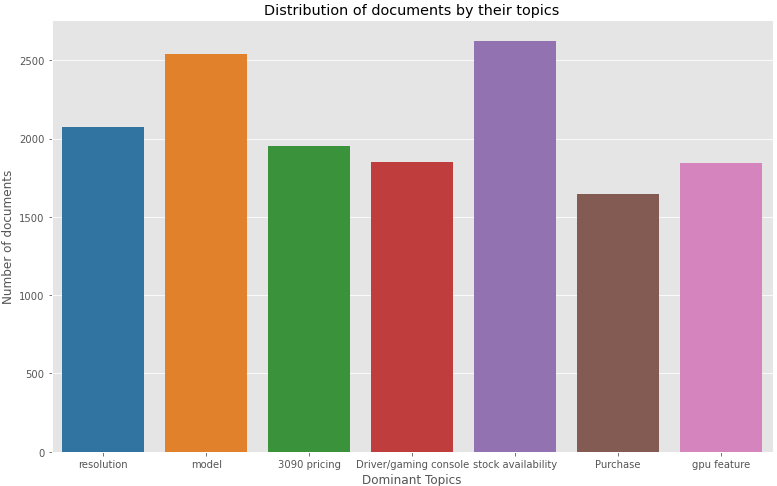 Distribution of documents by their topics
Number of documents
2500
2000
1500
1000
500
0
resolution model 3090 pricing Driver/gaming console stock availability Purchase gpu feature
Dominant Topics